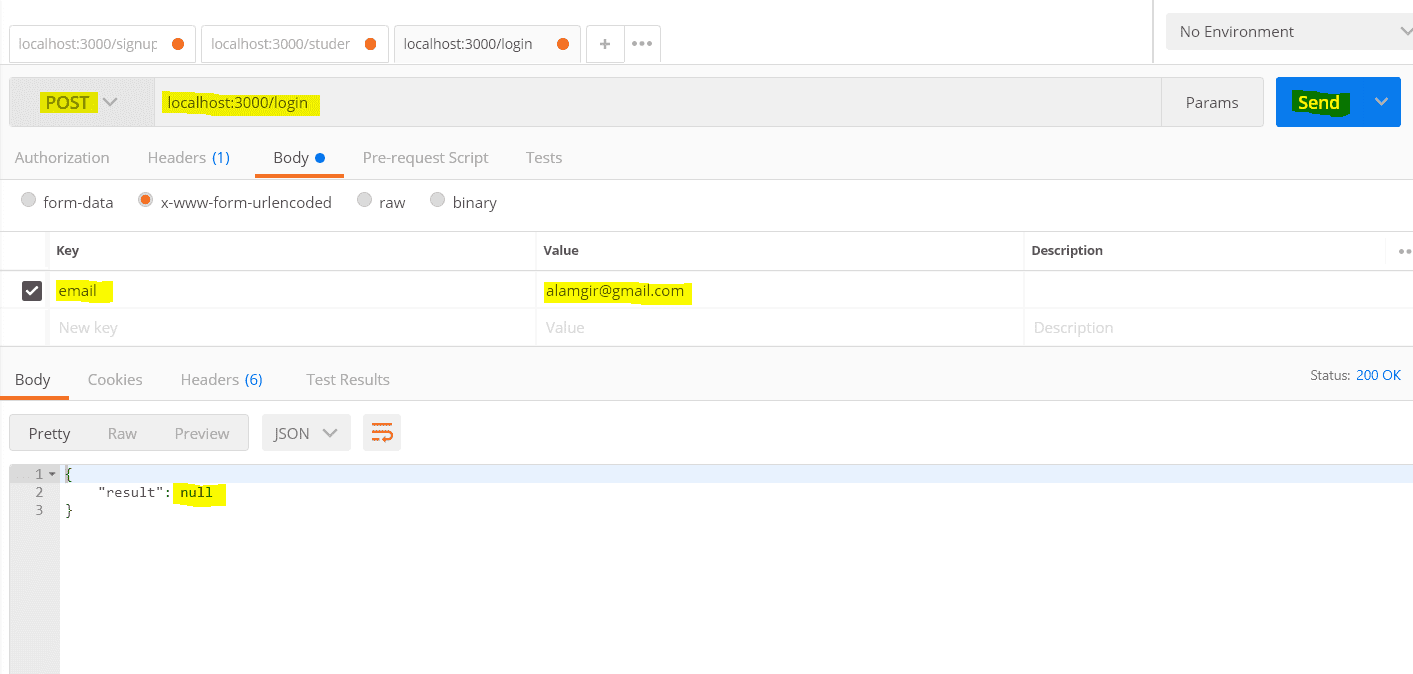 localhost:3000/signup localhost:3000/studer localhost:3000/login + ••• No Environment
POST localhost:3000/login Params Send
Authorization Headers (1) Body Pre-request Script Tests
form-data x-www-form-urlencoded raw binary
Key Value Description
email alamgir@gmail.com
New key Value Description
Body Cookies Headers (6) Test Results Status: 200 OK
Pretty Raw Preview JSON
1 {
2 "result": null
3 }